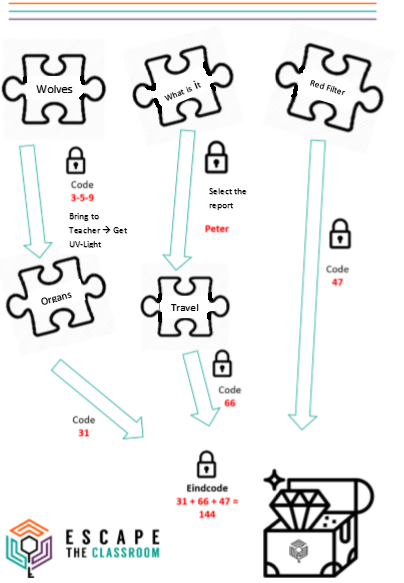 Wolves
What is it
Red Filter
Code
3-5-9
Bring to
Teacher → Get
UV-Light
Select the
report
Peter
Code
47
Organs
Travel
Code
66
Code
31
Eindcode
31 + 66 + 47 =
144
ESCAPE
THE CLASSROOM